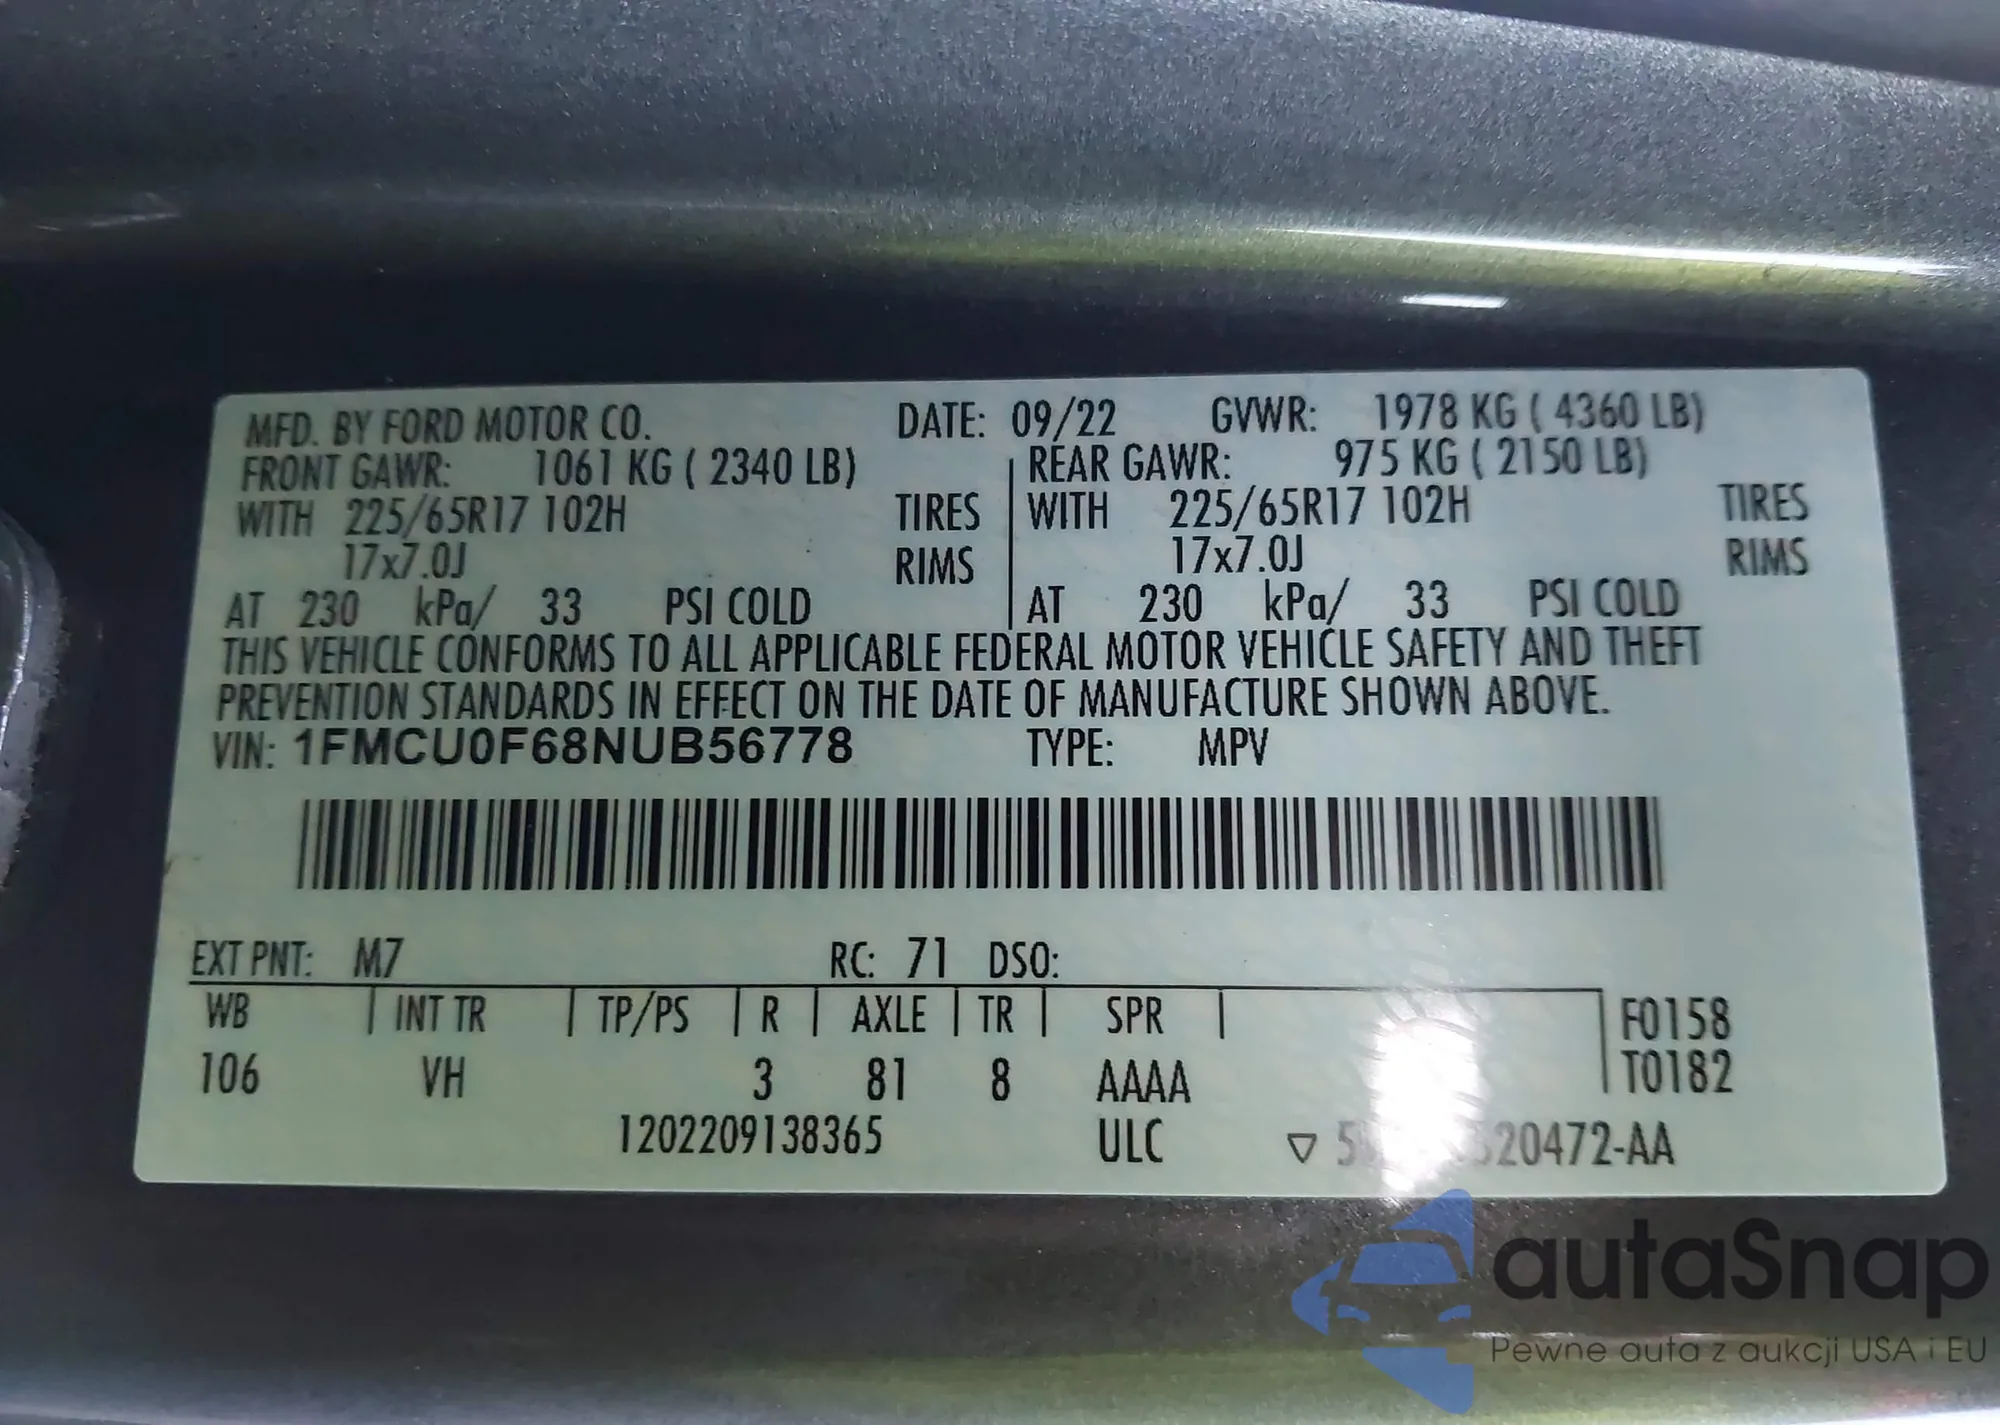 MFD. BY FORD MOTOR CO. DATE: 09/22 GVWR: 1978 KG ( 4360 LB)
FRONT GAWR: 1061 KG ( 2340 LB) REAR GAWR: 975 KG ( 2150 LB)
WITH 225/65R17 102H TIRES WITH 225/65R17 102H TIRES
17x7.0J RIMS 17x7.0J RIMS
AT 230 kPa/ 33 PSI COLD AT 230 kPa/ 33 PSI COLD
THIS VEHICLE CONFORMS TO ALL APPLICABLE FEDERAL MOTOR VEHICLE SAFETY AND THEFT
PREVENTION STANDARDS IN EFFECT ON THE DATE OF MANUFACTURE SHOWN ABOVE.
VIN: 1FMCU0F68NUB56778 TYPE: MPV
EXT PNT: M7 RC: 71 DSO:
WB INT TR TP/PS R AXLE TR SPR F0158
106 VH 3 81 8 AAAA T0182
1202209138365 ULC
autaSnap
Pewne auta z aukcji USA i EU